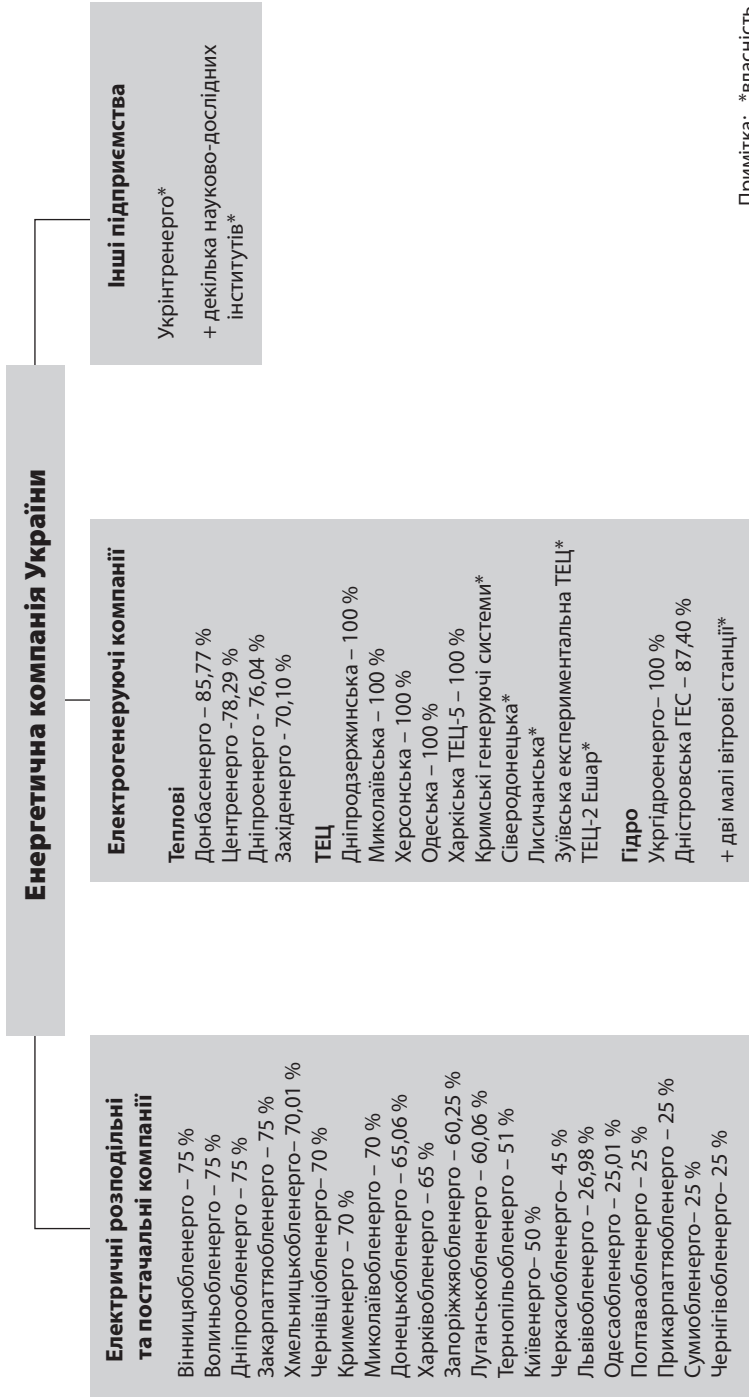 Енергетична компанія України
Електричні розподільні
та постачальні компанії
Вінницяобленерго – 75 %
Волиньобленерго – 75 %
Дніпрообленерго – 75 %
Закарпаттяобленерго – 75 %
Хмельницькобленерго– 70,01 %
Чернівціобленерго– 70 %
Крименерго – 70 %
Миколаївобленерго – 70 %
Донецькобленерго – 65,06 %
Харківобленерго – 65 %
Запоріжжяобленерго – 60,25 %
Луганськобленерго – 60,06 %
Тернопільобленерго – 51 %
Київенерго– 50 %
Черкасиобленерго– 45 %
Львівобленерго – 26,98 %
Одесаобленерго – 25,01 %
Полтаваобленерго – 25 %
Прикарпаттяобленерго – 25 %
Сумиобленерго– 25 %
Чернігівобленерго– 25 %
Електрогенеруючі компанії
Теплові
Донбасенерго – 85,77 %
Центренерго -78,29 %
Дніпроенерго - 76,04 %
Західенерго - 70,10 %
ТЕЦ
Дніпродзержинська – 100 %
Миколаївська – 100 %
Херсонська – 100 %
Одеська – 100 %
Харкіська ТЕЦ-5 – 100 %
Кримські генеруючі системи*
Сіверодонецька*
Лисичанська*
Зуївська експериментальна ТЕЦ*
ТЕЦ-2 Ешар*
Гідро
Укргідроенерго– 100 %
Дністровська ГЕС – 87,40 %
+ дві малі вітрові станції*
Інші підприємства
Укрінтренерго*
+ декілька науково-дослідних
інститутів*
Примітка: *власність